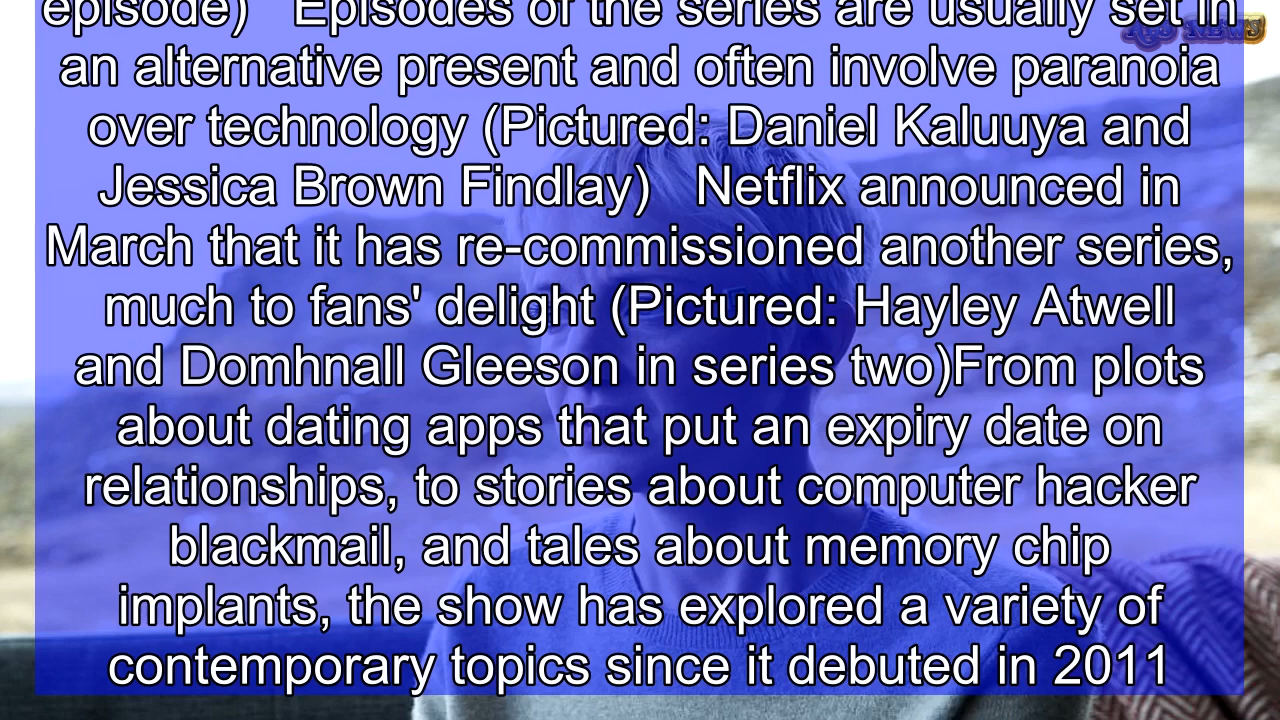 episode) Episodes of the series are usually set in
an alternative present and often involve paranoia
over technology (Pictured: Daniel Kaluuya and
Jessica Brown Findlay) Netflix announced in
March that it has re-commissioned another series,
much to fans' delight (Pictured: Hayley Atwell
and Domhnall Gleeson in series two)From plots
about dating apps that put an expiry date on
relationships, to stories about computer hacker
blackmail, and tales about memory chip
implants, the show has explored a variety of
contemporary topics since it debuted in 2011
News